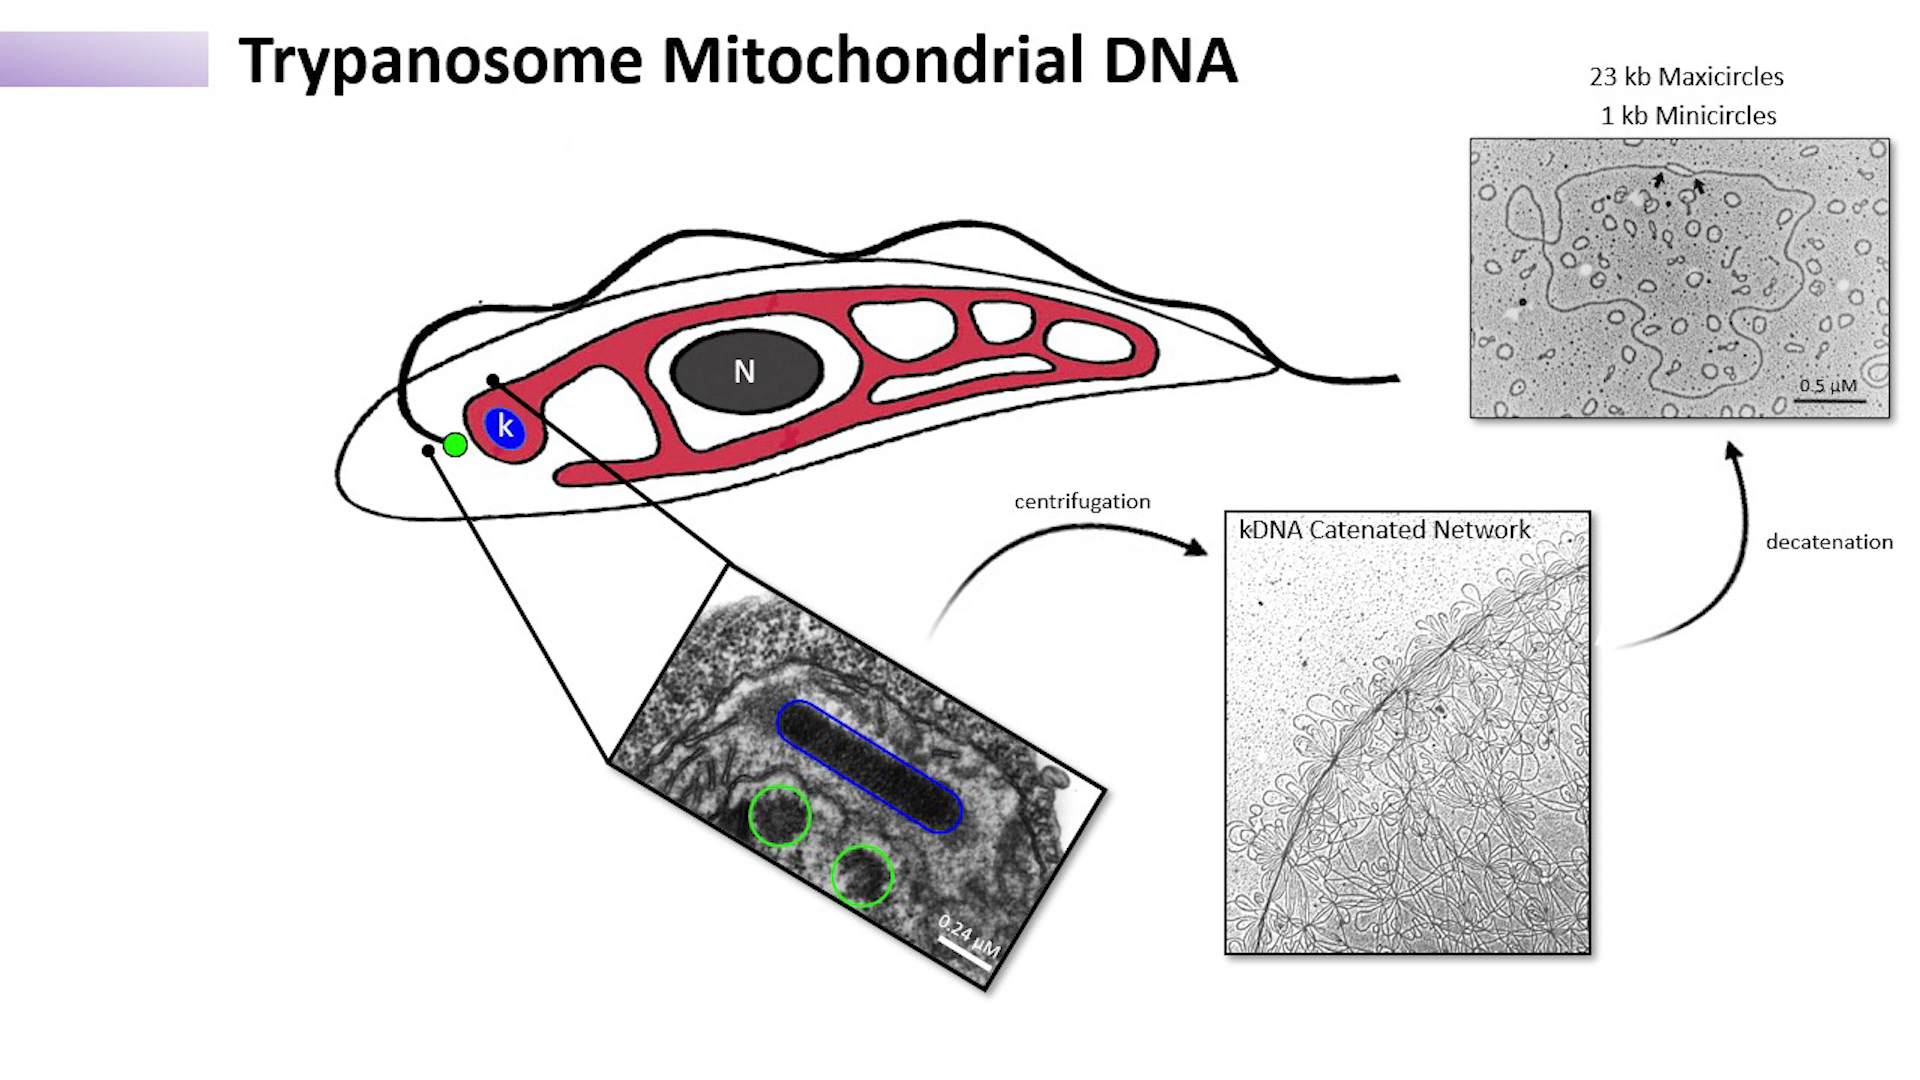 Trypanosome Mitochondrial DNA
23 kb Maxicircles
1 kb Minicircles
0.5 µM
N
k
centrifugation
kDNA Catenated Network
decatenation
0.24 µM